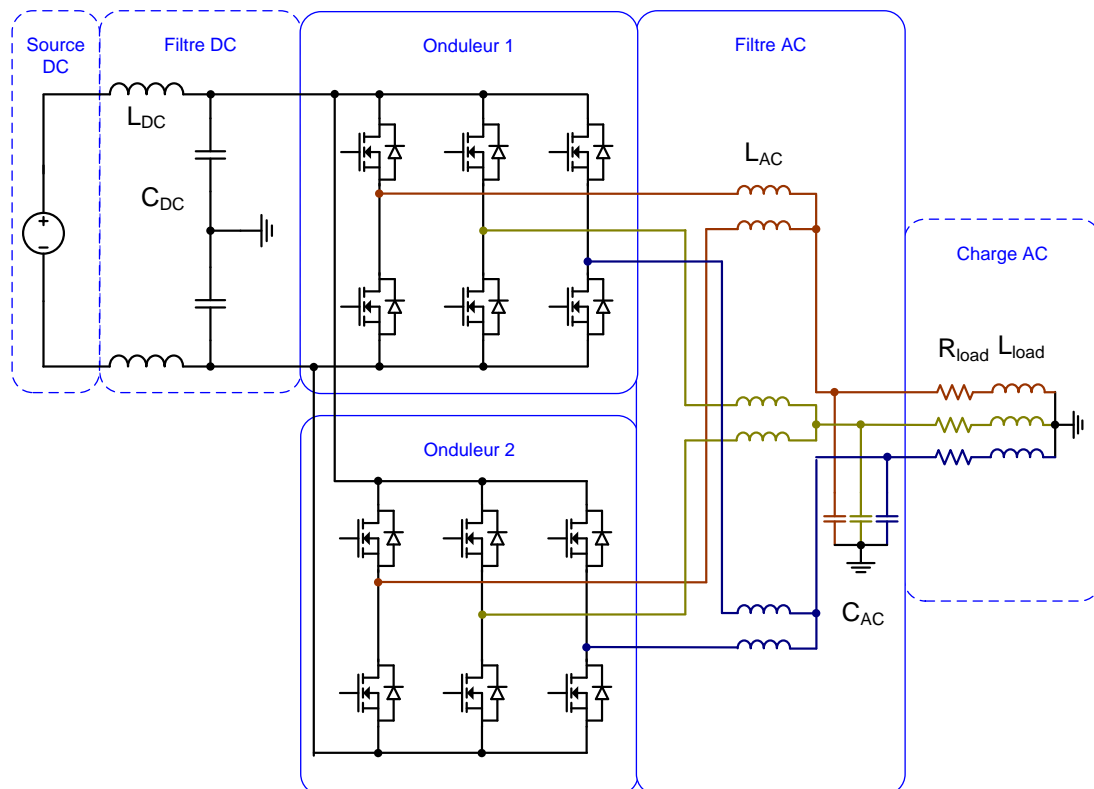 Source
DC
Filtre DC
Onduleur 1
Filtre AC
L_DC
C_DC
+
−
L_AC
Charge AC
R_load L_load
Onduleur 2
C_AC